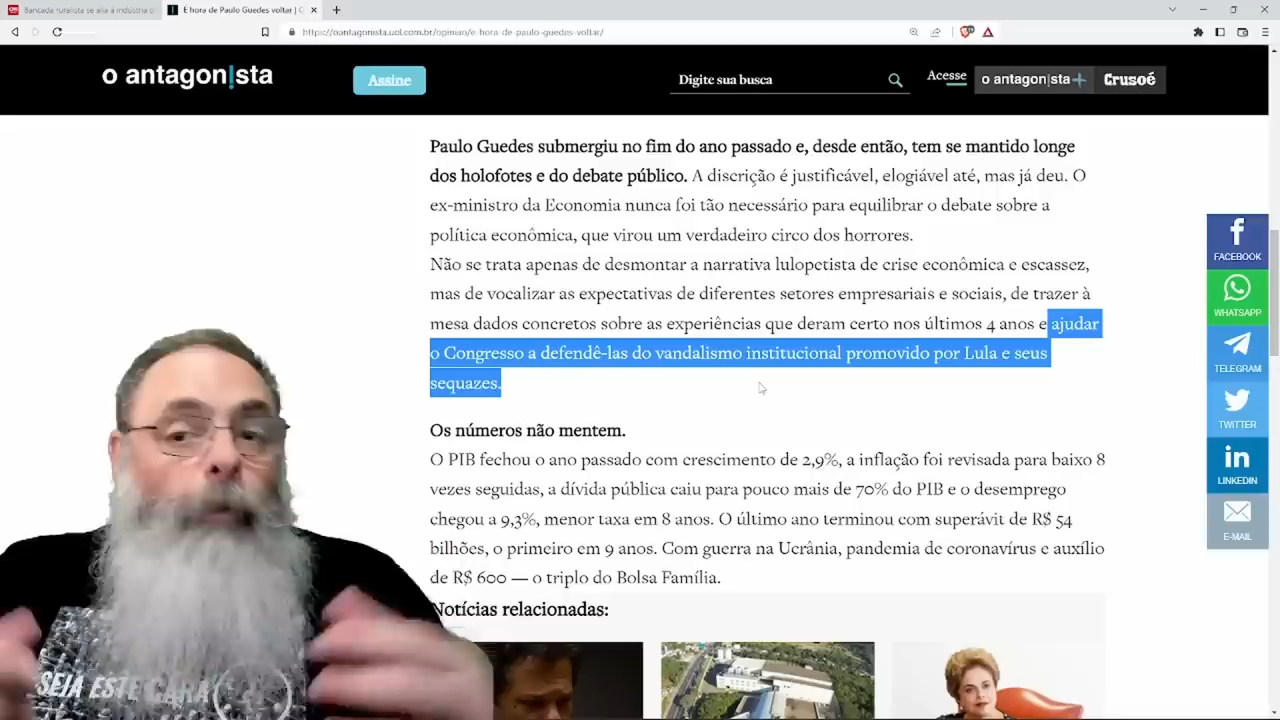 Bancada ruralista se alia à indústria p
É hora de Paulo Guedes voltar | O
https://oantagonista.uol.com.br/opiniao/e-hora-de-paulo-guedes-voltar/
o antagon!sta
Assine
Digite sua busca
Acesse
o antagon|sta+
Crusoé
Paulo Guedes submergiu no fim do ano passado e, desde então, tem se mantido longe
dos holofotes e do debate público. A discrição é justificável, elogiável até, mas já deu. O
ex-ministro da Economia nunca foi tão necessário para equilibrar o debate sobre a
política econômica, que virou um verdadeiro circo dos horrores.
Não se trata apenas de desmontar a narrativa lulopetista de crise econômica e escassez,
mas de vocalizar as expectativas de diferentes setores empresariais e sociais, de trazer à
mesa dados concretos sobre as experiências que deram certo nos últimos 4 anos e ajudar
o Congresso a defendê-las do vandalismo institucional promovido por Lula e seus
sequazes.
Os números não mentem.
O PIB fechou o ano passado com crescimento de 2,9%, a inflação foi revisada para baixo 8
vezes seguidas, a dívida pública caiu para pouco mais de 70% do PIB e o desemprego
chegou a 9,3%, menor taxa em 8 anos. O último ano terminou com superávit de R$ 54
bilhões, o primeiro em 9 anos. Com guerra na Ucrânia, pandemia de coronavírus e auxílio
de R$ 600 — o triplo do Bolsa Família.
Notícias relacionadas:
FACEBOOK
WHATSAPP
TELEGRAM
TWITTER
LINKEDIN
E-MAIL
SEJA ESTE CARA